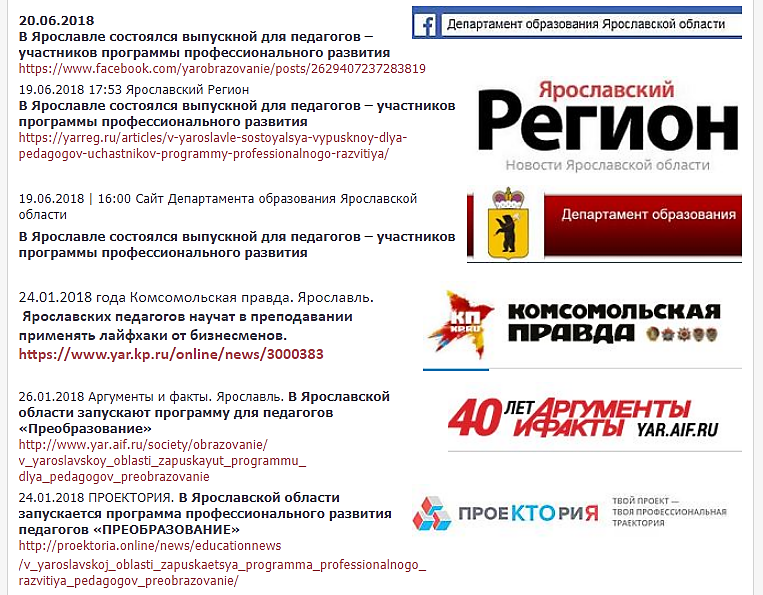 20.06.2018
В Ярославле состоялся выпускной для педагогов –
участников программы профессионального развития
https://www.facebook.com/yarobrazovanie/posts/2629407237283819
Департамент образования Ярославской области
19.06.2018 17:53 Ярославский Регион
В Ярославле состоялся выпускной для педагогов – участников
программы профессионального развития
https://yarreg.ru/articles/v-yaroslavle-sostoyalsya-vypusknoy-dlya-
pedagogov-uchastnikov-programmy-professionalnogo-razvitiya/
Ярославский
Регион
Новости Ярославской области
19.06.2018 | 16:00 Сайт Департамента образования Ярославской
области
В Ярославле состоялся выпускной для педагогов – участников
программы профессионального развития
Департамент образования
24.01.2018 года Комсомольская правда. Ярославль.
Ярославских педагогов научат в преподавании
применять лайфхаки от бизнесменов.
https://www.yar.kp.ru/online/news/3000383
КП
KP.RU
КОМСОМОЛЬСКАЯ
ПРАВДА
26.01.2018 Аргументы и факты. Ярославль. В Ярославской
области запускают программу для педагогов
«Преобразование»
http://www.yar.aif.ru/society/obrazovanie/
v_yaroslavskoy_oblasti_zapuskayut_programmu_
dlya_pedagogov_preobrazovanie
40 ЛЕТ АРГУМЕНТЫ
И ФАКТЫ YAR.AIF.RU
24.01.2018 ПРОЕКТОРИЯ. В Ярославской области
запускается программа профессионального развития
педагогов «ПРЕОБРАЗОВАНИЕ»
http://proektoria.online/news/educationnews
/v_yaroslavskoj_oblasti_zapuskaetsya_programma_professionalnogo_
razvitiya_pedagogov_preobrazovanie/
ПРОЕКТОРИЯ
ТВОЙ ПРОЕКТ —
ТВОЯ ПРОФЕССИОНАЛЬНАЯ
ТРАЕКТОРИЯ